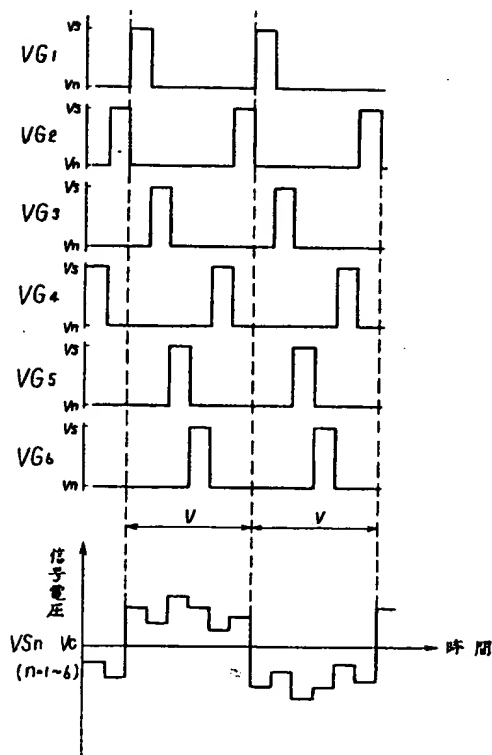 VG1
Vs
Vn
VG2
Vs
Vn
VG3
Vs
Vn
VG4
Vs
Vn
VG5
Vs
Vn
VG6
Vs
Vn
V V
信号電圧
VSn Vc
(n=1~6)
時間